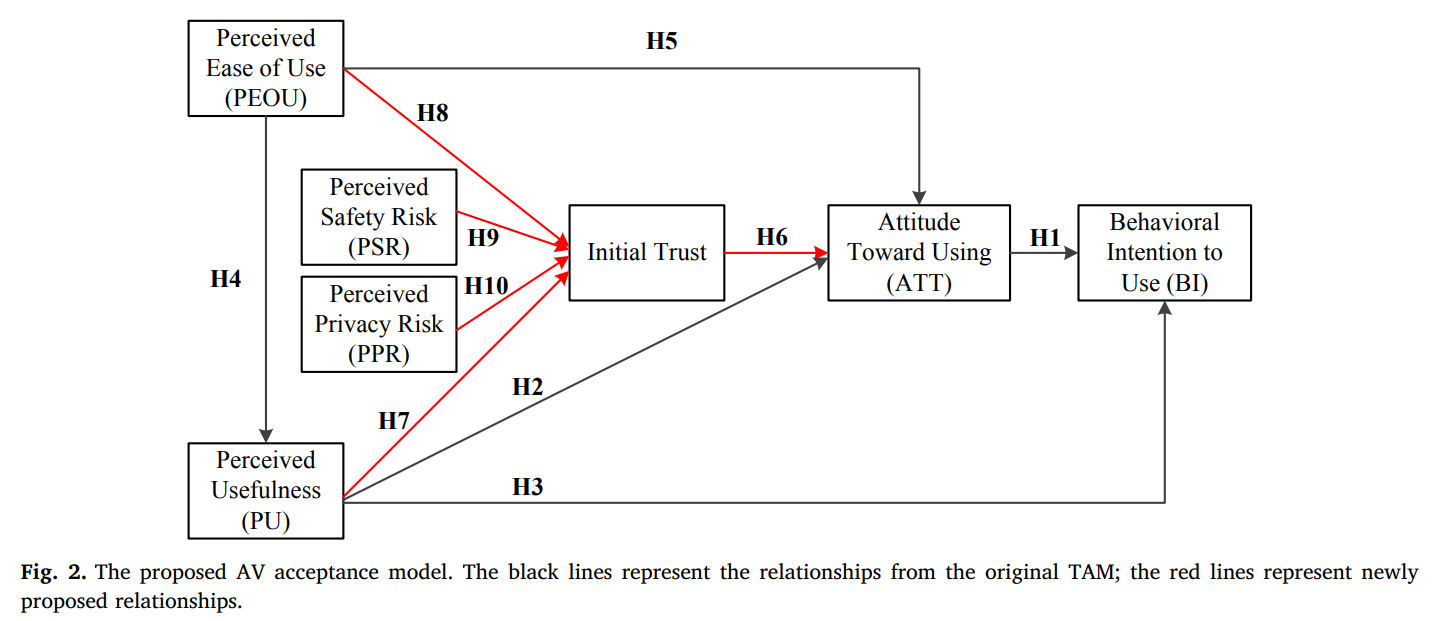 Perceived
Ease of Use
(PEOU)
H5
H8
Perceived
Safety Risk
(PSR)
H9
Initial Trust
H6
Attitude
Toward Using
(ATT)
H1
Behavioral
Intention to
Use (BI)
H4
Perceived
Privacy Risk
(PPR)
H10
H2
H7
Perceived
Usefulness
(PU)
H3
Fig. 2. The proposed AV acceptance model. The black lines represent the relationships from the original TAM; the red lines represent newly
proposed relationships.